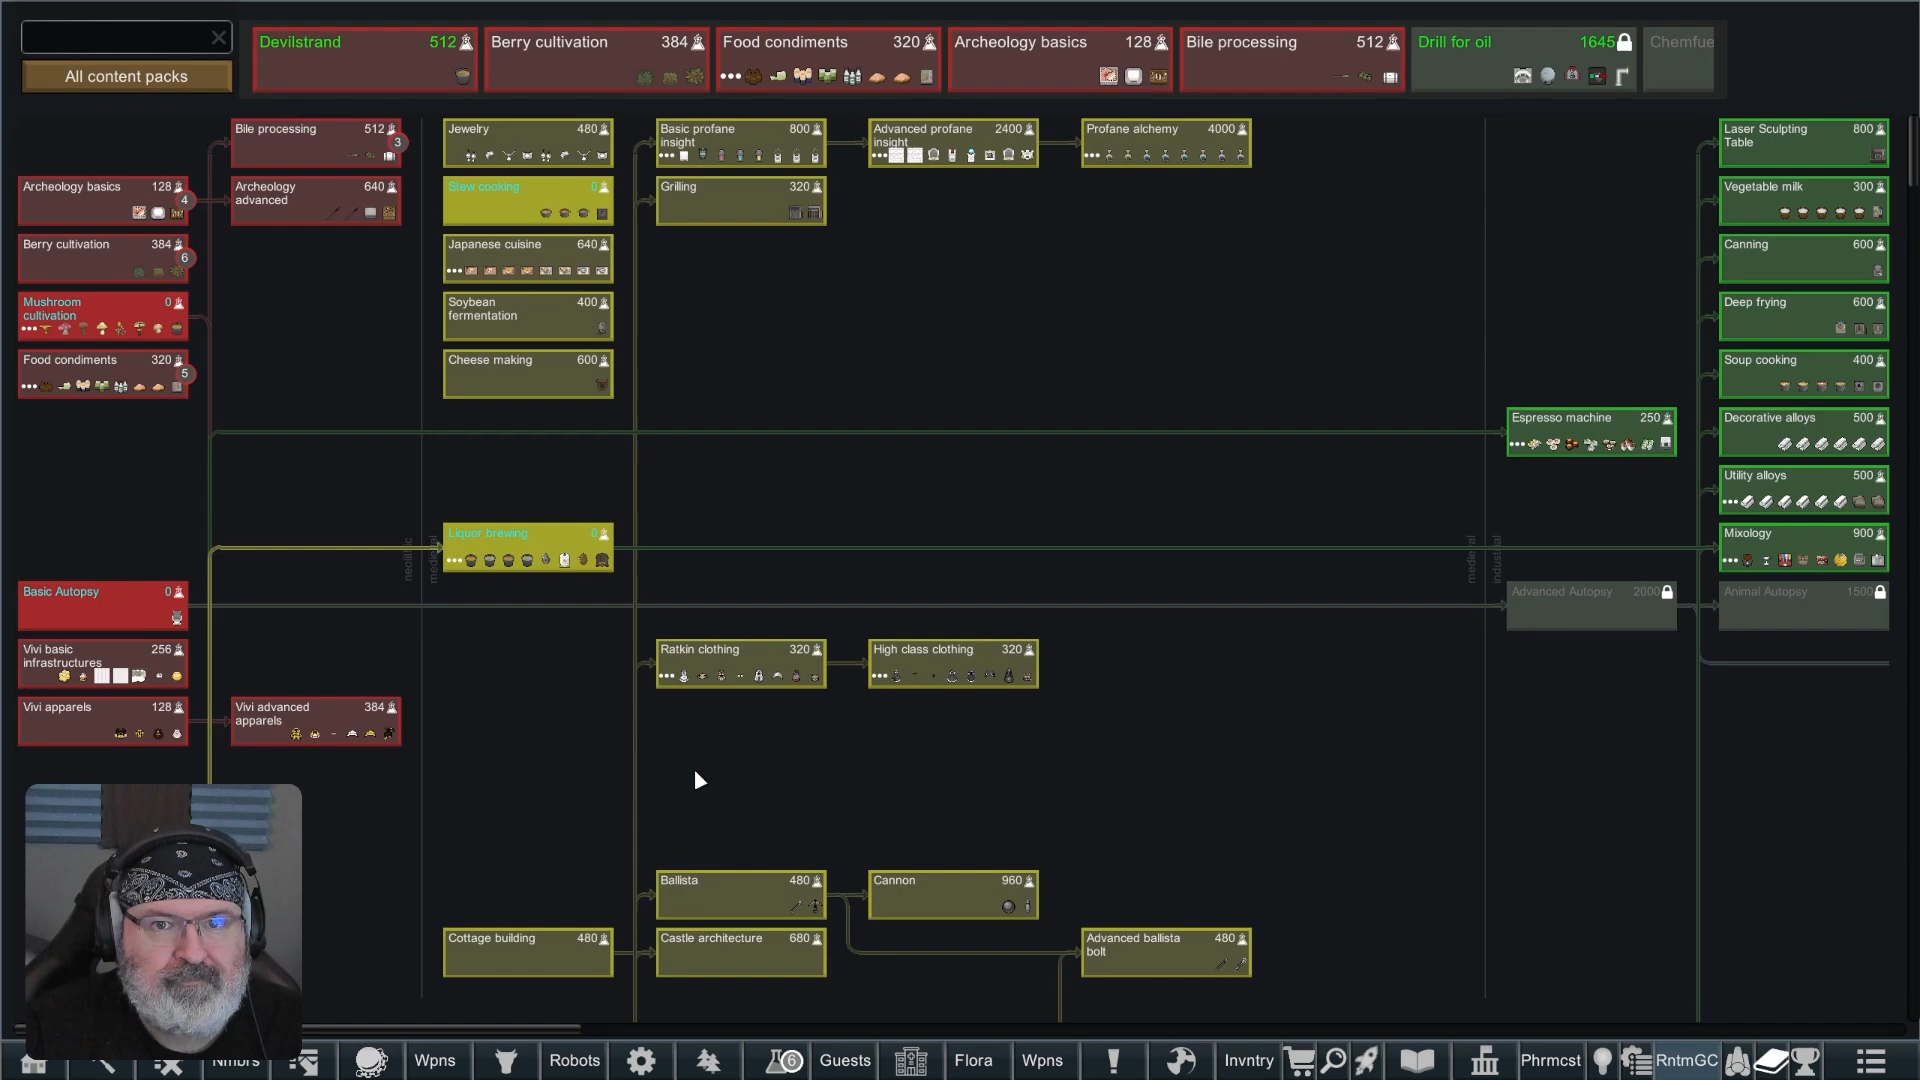 Devilstrand 512
Berry cultivation 384
Food condiments 320
Archeology basics 128
Bile processing 512
Drill for oil 1645
Chemfue
All content packs
Bile processing 512
3
Jewelry 480
Basic profane insight 800
Advanced profane insight 2400
Profane alchemy 4000
Laser Sculpting Table 800
Archeology basics 128
4
Archeology advanced 640
Stew cooking 0
Grilling 320
Vegetable milk 300
Berry cultivation 384
6
Japanese cuisine 640
Canning 600
Mushroom cultivation 0
Soybean fermentation 400
Deep frying 600
Food condiments 320
5
Cheese making 600
Soup cooking 400
Espresso machine 250
Decorative alloys 500
Utility alloys 500
Liquor brewing 0
Mixology 900
neolithic
medieval
medieval
industrial
Basic Autopsy 0
Advanced Autopsy 2000
Animal Autopsy 1500
Vivi basic infrastructures 256
Ratkin clothing 320
High class clothing 320
Vivi apparels 128
Vivi advanced apparels 384
Ballista 480
Cannon 960
Cottage building 480
Castle architecture 680
Advanced ballista bolt 480
Nmbrs
Wpns
Robots
6
Guests
Flora
Wpns
Invntry
Phrmcst
RntmGC